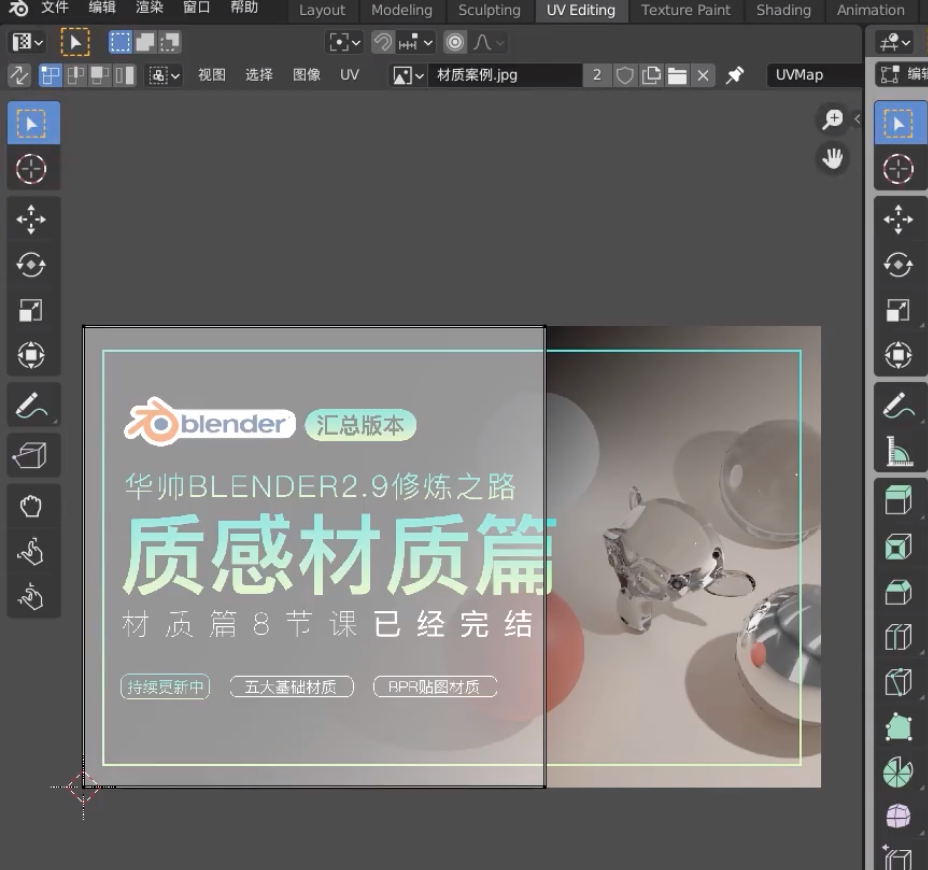 文件 编辑 渲染 窗口 帮助 Layout Modeling Sculpting UV Editing Texture Paint Shading Animation
视图 选择 图像 UV 材质案例.jpg 2 UVMap 编辑
blender 汇总版本
华帅BLENDER2.9修炼之路
质感材质篇
材质篇8节课已经完结
持续更新中 五大基础材质 BPR贴图材质